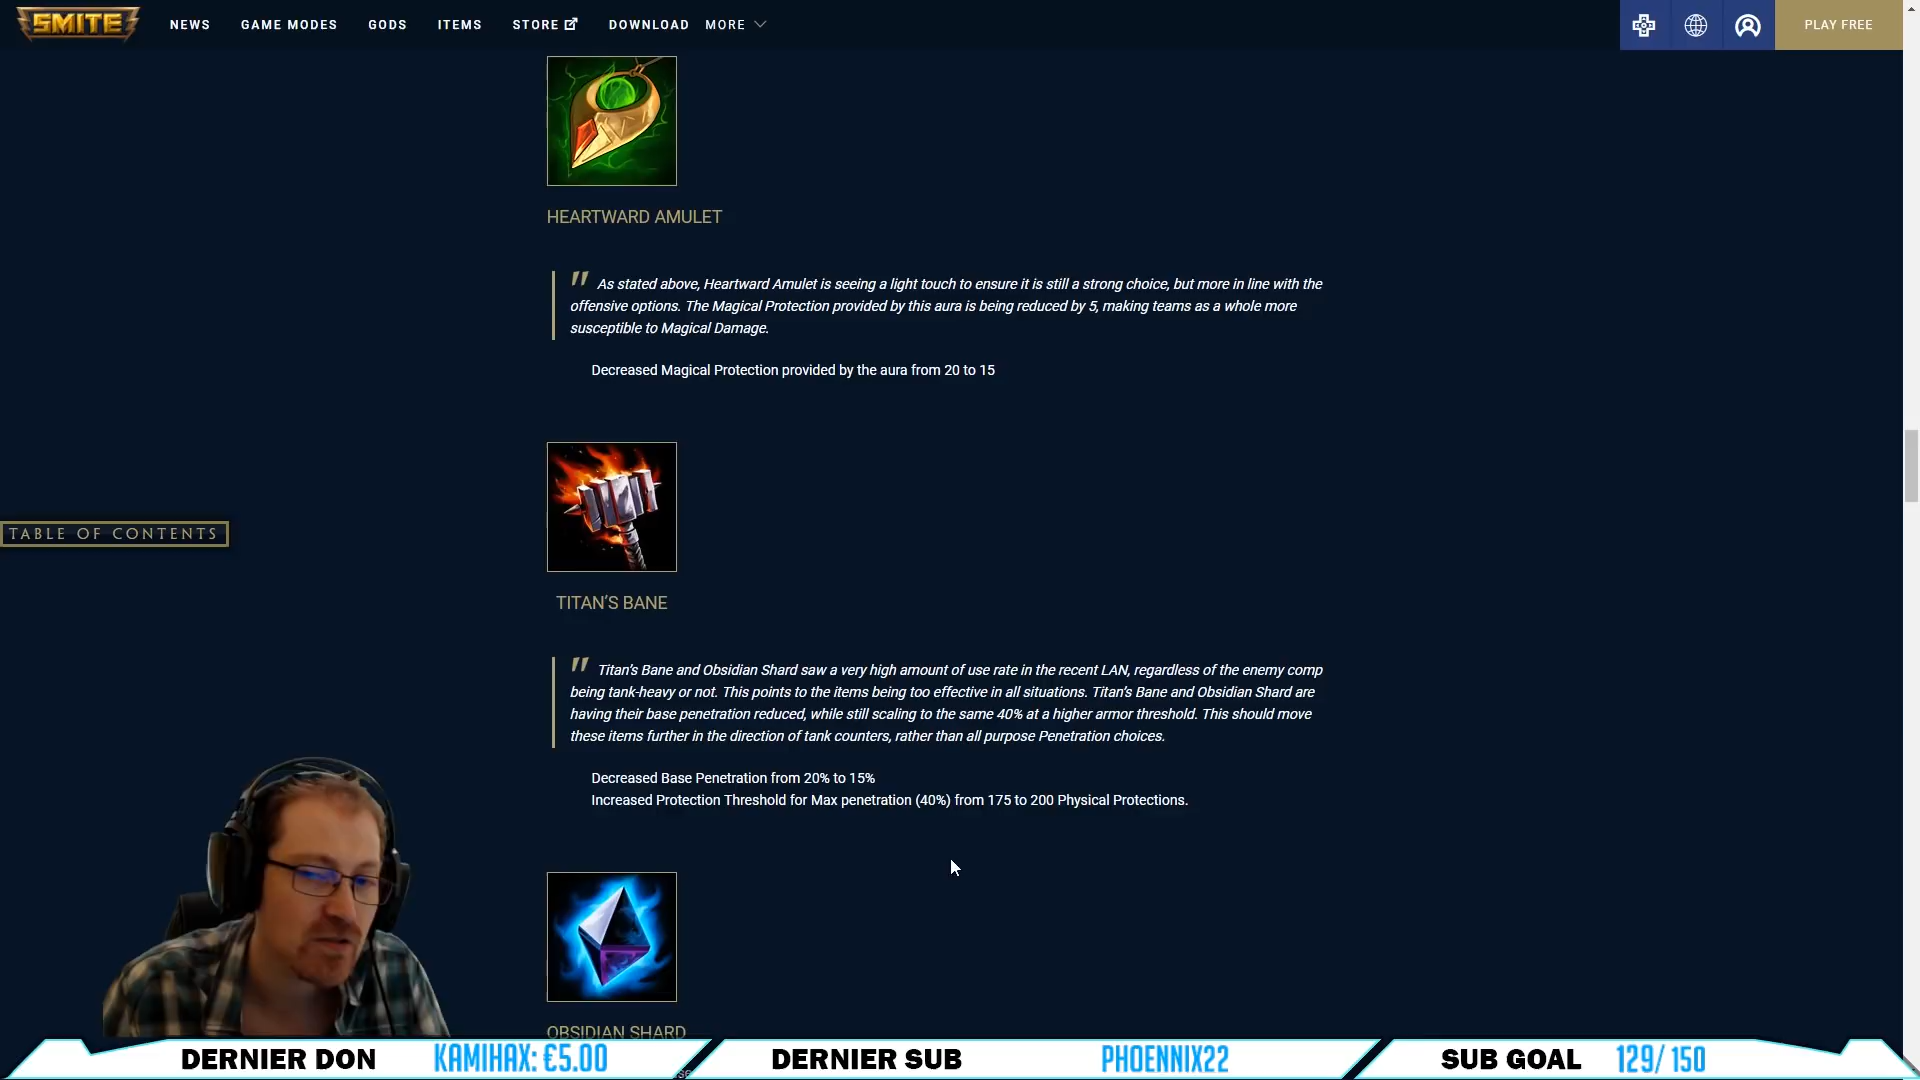 SMITE
NEWS GAME MODES GODS ITEMS STORE DOWNLOAD MORE
PLAY FREE
HEARTWARD AMULET
" As stated above, Heartward Amulet is seeing a light touch to ensure it is still a strong choice, but more in line with the
offensive options. The Magical Protection provided by this aura is being reduced by 5, making teams as a whole more
susceptible to Magical Damage.
Decreased Magical Protection provided by the aura from 20 to 15
TABLE OF CONTENTS
TITAN’S BANE
" Titan’s Bane and Obsidian Shard saw a very high amount of use rate in the recent LAN, regardless of the enemy comp
being tank-heavy or not. This points to the items being too effective in all situations. Titan’s Bane and Obsidian Shard are
having their base penetration reduced, while still scaling to the same 40% at a higher armor threshold. This should move
these items further in the direction of tank counters, rather than all purpose Penetration choices.
Decreased Base Penetration from 20% to 15%
Increased Protection Threshold for Max penetration (40%) from 175 to 200 Physical Protections.
OBSIDIAN SHARD
DERNIER DON KAMIHAX: €5.00 DERNIER SUB PHOENNIX22 SUB GOAL 129/ 150